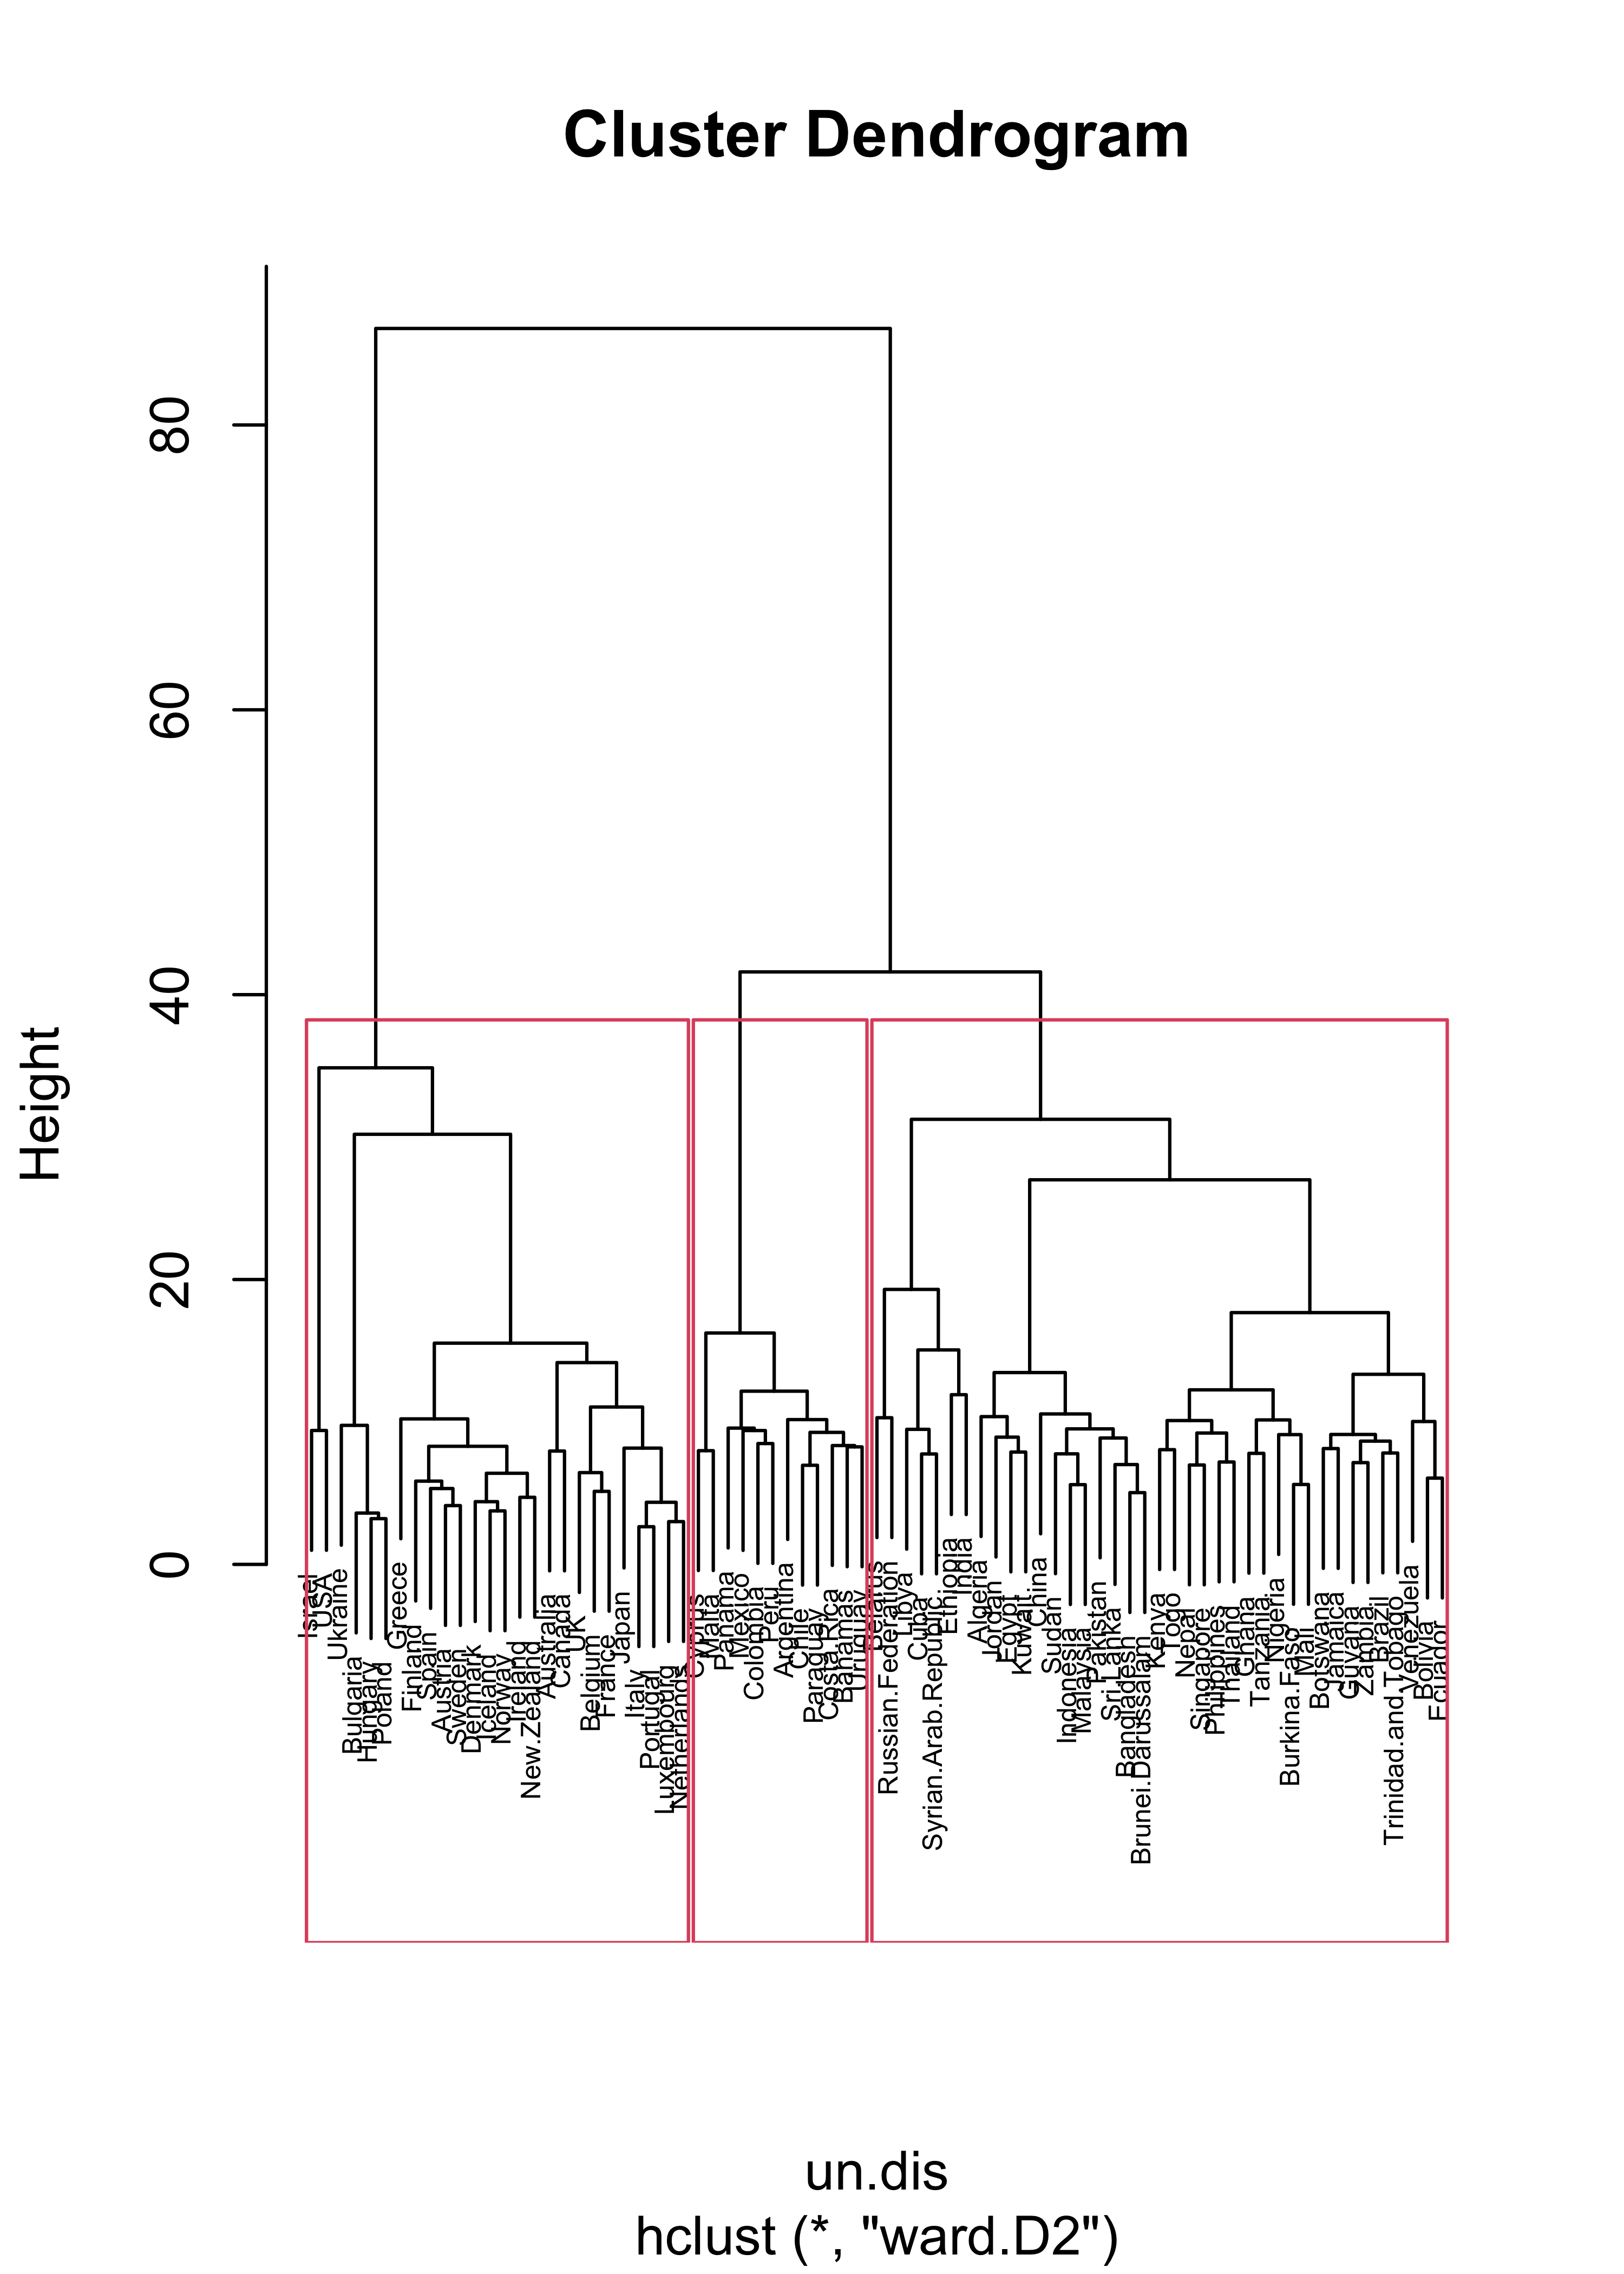 Cluster Dendrogram
Height
0
20
40
60
80
Israel
USA
Ukraine
Bulgaria
Hungary
Poland
Greece
Finland
Spain
Austria
Sweden
Denmark
Iceland
Norway
Ireland
New.Zealand
Australia
Canada
UK
Belgium
France
Japan
Italy
Portugal
Luxembourg
Netherlands
Cyprus
Malta
Panama
Mexico
Colombia
Peru
Argentina
Chile
Paraguay
Costa.Rica
Bahamas
Uruguay
Belarus
Russian.Federation
Libya
Cuba
Syrian.Arab.Republic.
Ethiopia
India
Algeria
Jordan
Egypt
Kuwait
China
Sudan
Indonesia
Malaysia
Pakistan
Sri.Lanka
Bangladesh
Brunei.Darussalam
Kenya
Togo
Nepal
Singapore
Philippines
Thailand
Ghana
Tanzania
Nigeria
Burkina.Faso
Mali
Botswana
Jamaica
Guyana
Zambia
Brazil
Trinidad.and.Tobago
Venezuela
Bolivia
Ecuador
un.dis
hclust (*, "ward.D2")